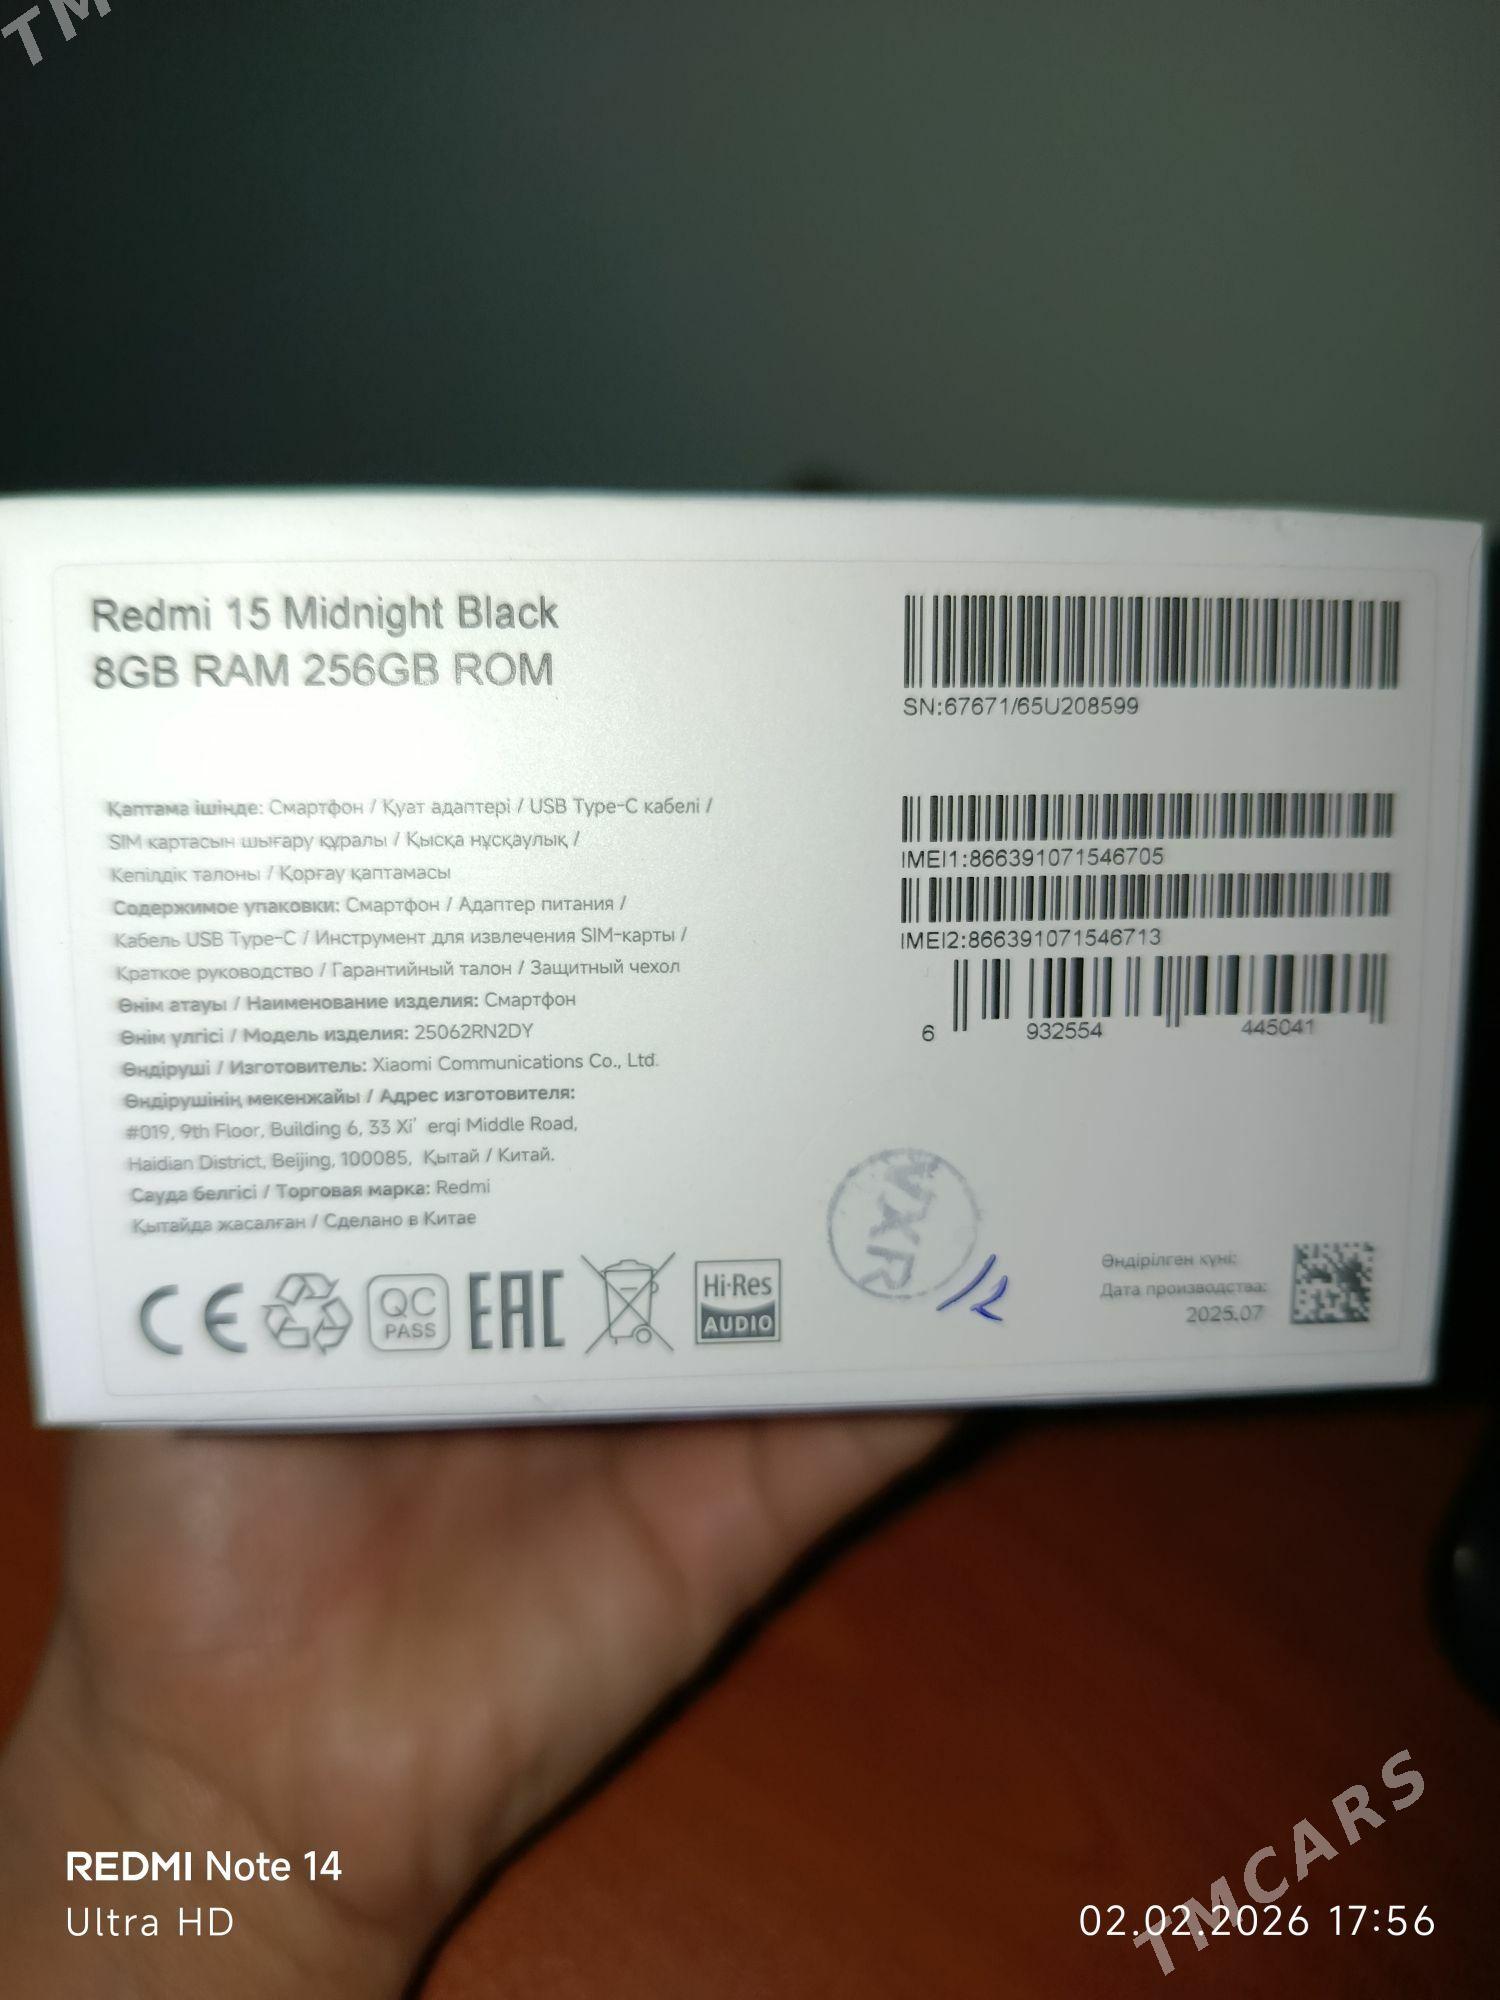 TM
Redmi 15 Midnight Black
8GB RAM 256GB ROM
SN:67671/65U208599
Қаптама ішінде: Смартфон / Қуат адаптері / USB Type-C кабелі /
SIM картасын шығару құралы / Қысқа нұсқаулық /
Кепілдік талоны / Қорғау қаптамасы
Содержимое упаковки: Смартфон / Адаптер питания /
Кабель USB Type-C / Инструмент для извлечения SIM-карты /
Краткое руководство / Гарантийный талон / Защитный чехол
Өнім атауы / Наименование изделия: Смартфон
Өнім үлгісі / Модель изделия: 25062RN2DY
Өндіруші / Изготовитель: Xiaomi Communications Co., Ltd.
Өндірушінің мекенжайы / Адрес изготовителя:
#019, 9th Floor, Building 6, 33 Xi' erqi Middle Road,
Haidian District, Beijing, 100085, Қытай / Китай.
Сауда белгісі / Торговая марка: Redmi
Қытайда жасалған / Сделано в Китае
IMEI1:866391071546705
IMEI2:866391071546713
6 932554 445041
CE
QC
PASS
EAC
Hi-Res
AUDIO
VXR
12
Өндірілген күні:
Дата производства:
2025.07
REDMI Note 14
Ultra HD
02.02.2026 17:56
TMCARS